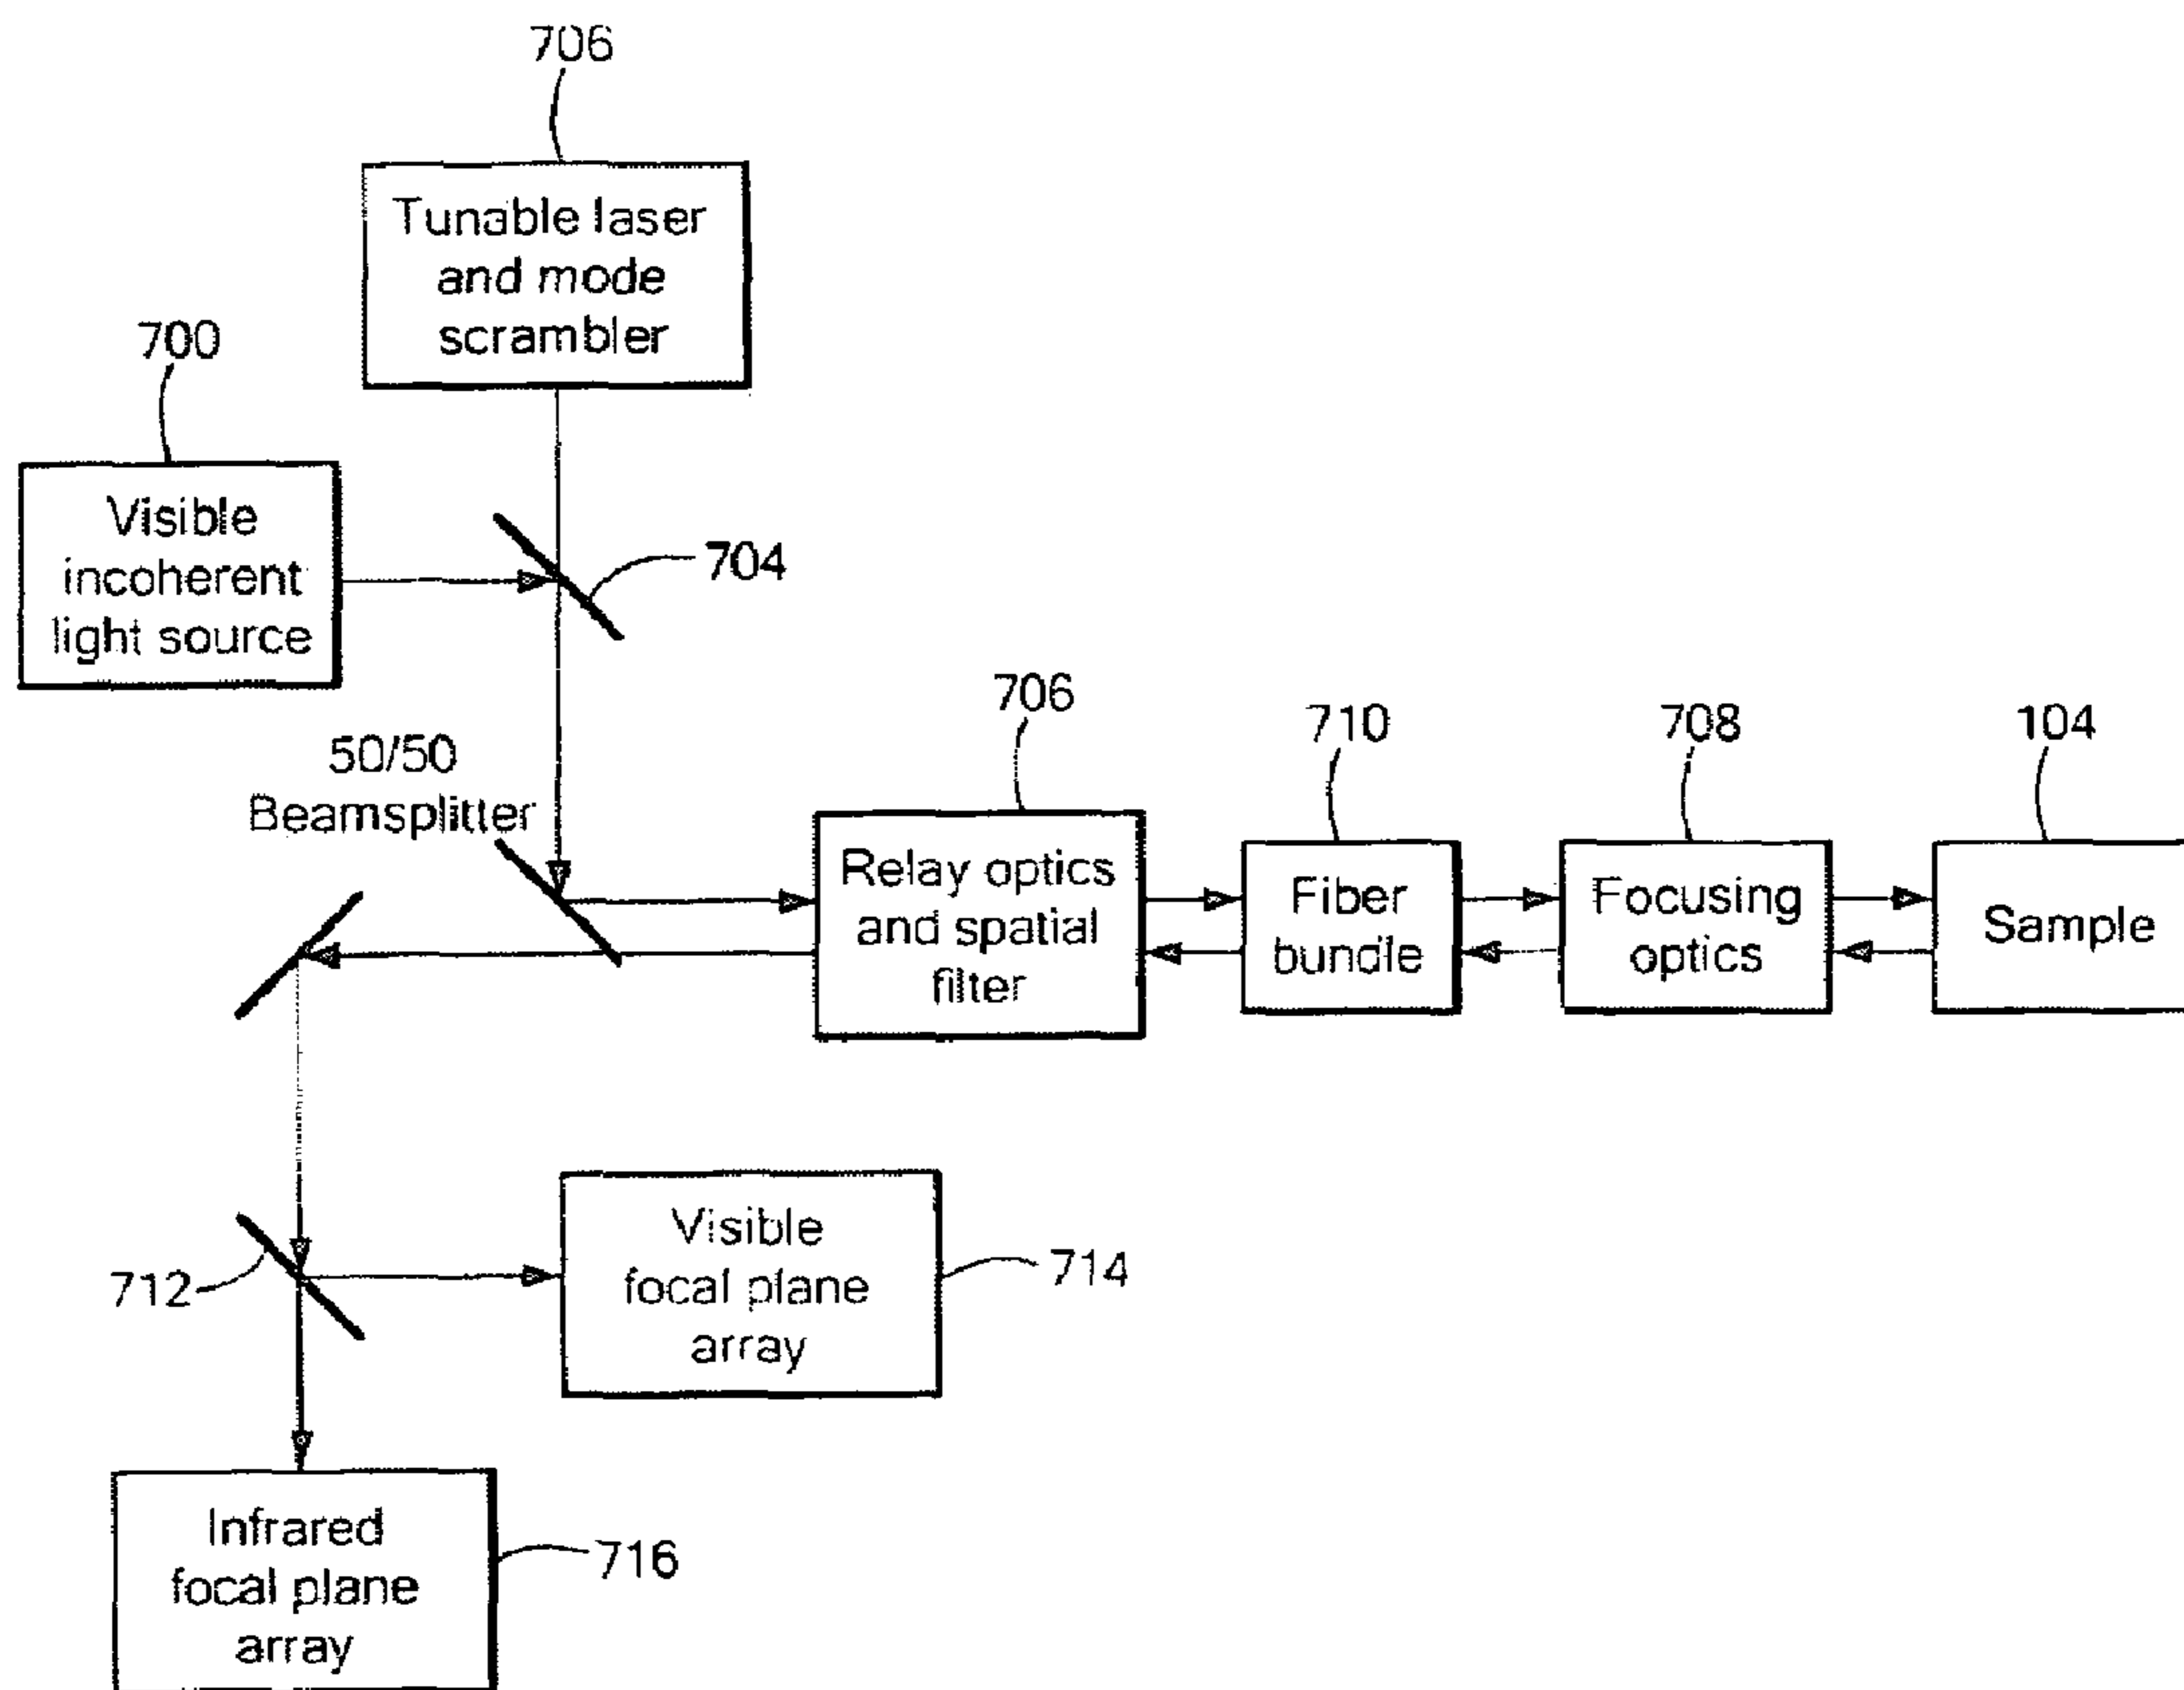 706
Tunable laser
and mode
scrambler
700
Visible
incoherent
light source
704
706
710
708
104
50/50
Beamsplitter
Relay optics
and spatial
filter
Fiber
bundle
Focusing
optics
Sample
712
Visible
focal plane
array
714
Infrared
focal plane
array
716